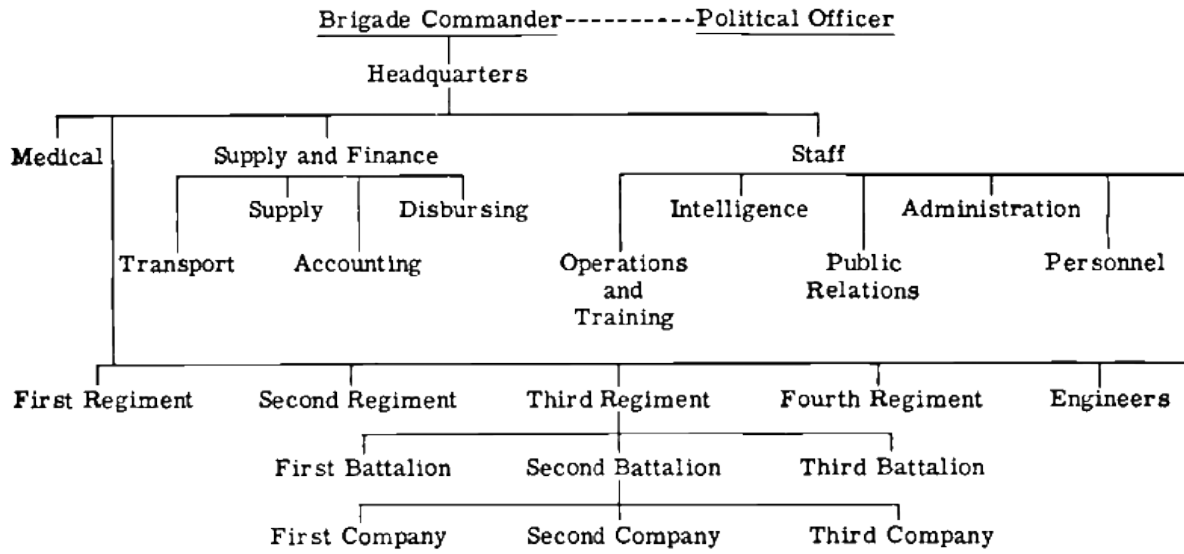 Brigade Commander----------Political Officer
Headquarters
Medical Supply and Finance Staff
Supply Disbursing Intelligence Administration
Transport Accounting Operations Public Personnel
and Relations
Training
First Regiment Second Regiment Third Regiment Fourth Regiment Engineers
First Battalion Second Battalion Third Battalion
First Company Second Company Third Company